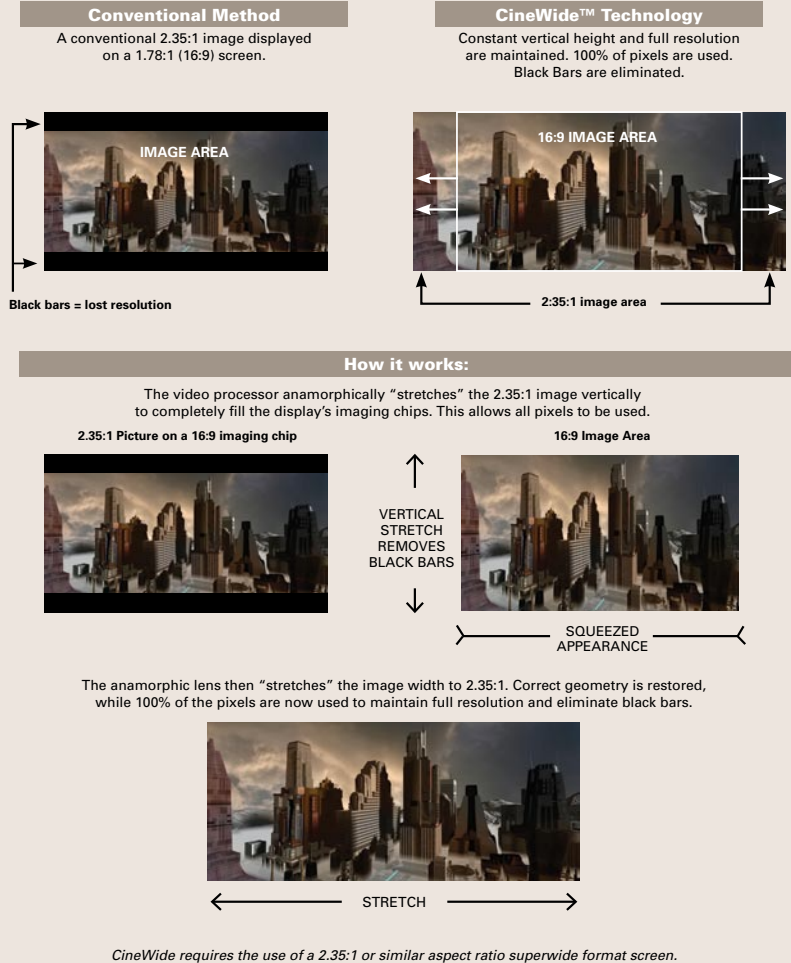 Conventional Method
A conventional 2.35:1 image displayed
on a 1.78:1 (16:9) screen.
IMAGE AREA
Black bars = lost resolution
CineWide™ Technology
Constant vertical height and full resolution
are maintained. 100% of pixels are used.
Black Bars are eliminated.
16:9 IMAGE AREA
2:35:1 image area
How it works:
The video processor anamorphically “stretches” the 2.35:1 image vertically
to completely fill the display’s imaging chips. This allows all pixels to be used.
2.35:1 Picture on a 16:9 imaging chip
VERTICAL
STRETCH
REMOVES
BLACK BARS
16:9 Image Area
SQUEEZED
APPEARANCE
The anamorphic lens then “stretches” the image width to 2.35:1. Correct geometry is restored,
while 100% of the pixels are now used to maintain full resolution and eliminate black bars.
STRETCH
CineWide requires the use of a 2.35:1 or similar aspect ratio superwide format screen.